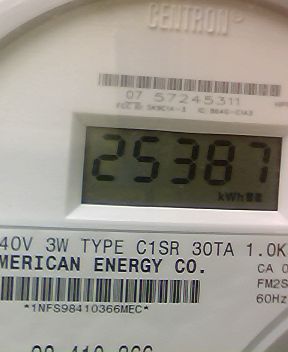 CENTRON®
07 57245311
25387
kWh
40V 3W TYPE C1SR 30TA 1.0K
MERICAN ENERGY CO.
CA 0
FM2S
60Hz
*1NFS98410366MEC*